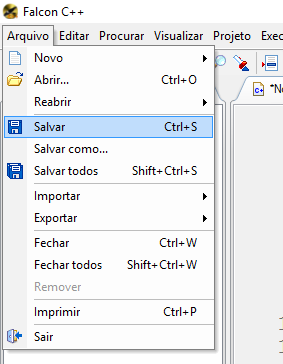 Falcon C++
Arquivo Editar Procurar Visualizar Projeto Exec
Novo
Abrir... Ctrl+O
Reabrir
Salvar Ctrl+S
Salvar como...
Salvar todos Shift+Ctrl+S
Importar
Exportar
Fechar Ctrl+W
Fechar todos Shift+Ctrl+W
Remover
Imprimir Ctrl+P
Sair